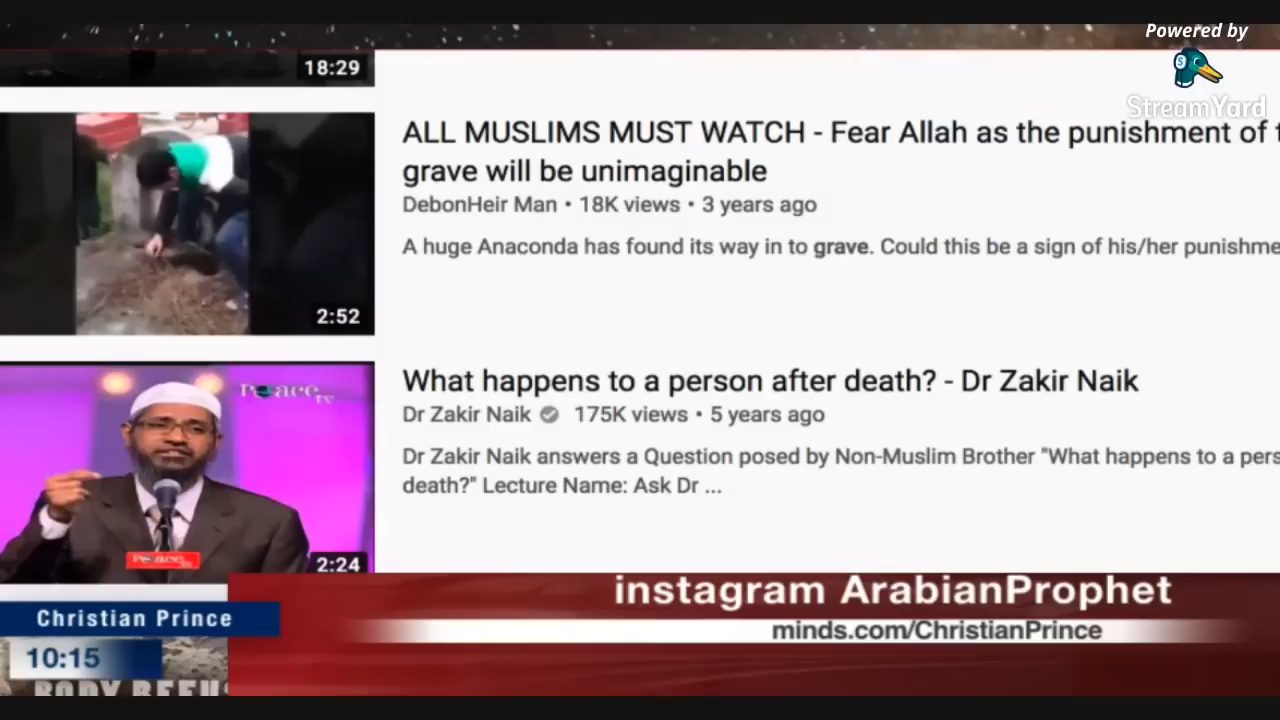 Powered by
StreamYard
18:29
ALL MUSLIMS MUST WATCH - Fear Allah as the punishment of
grave will be unimaginable
DebonHeir Man • 18K views • 3 years ago
A huge Anaconda has found its way in to grave. Could this be a sign of his/her punishme
2:52
Peace TV
What happens to a person after death? - Dr Zakir Naik
Dr Zakir Naik 175K views • 5 years ago
Dr Zakir Naik answers a Question posed by Non-Muslim Brother "What happens to a pers
death?" Lecture Name: Ask Dr ...
Peace TV
2:24
instagram ArabianProphet
Christian Prince
minds.com/ChristianPrince
10:15